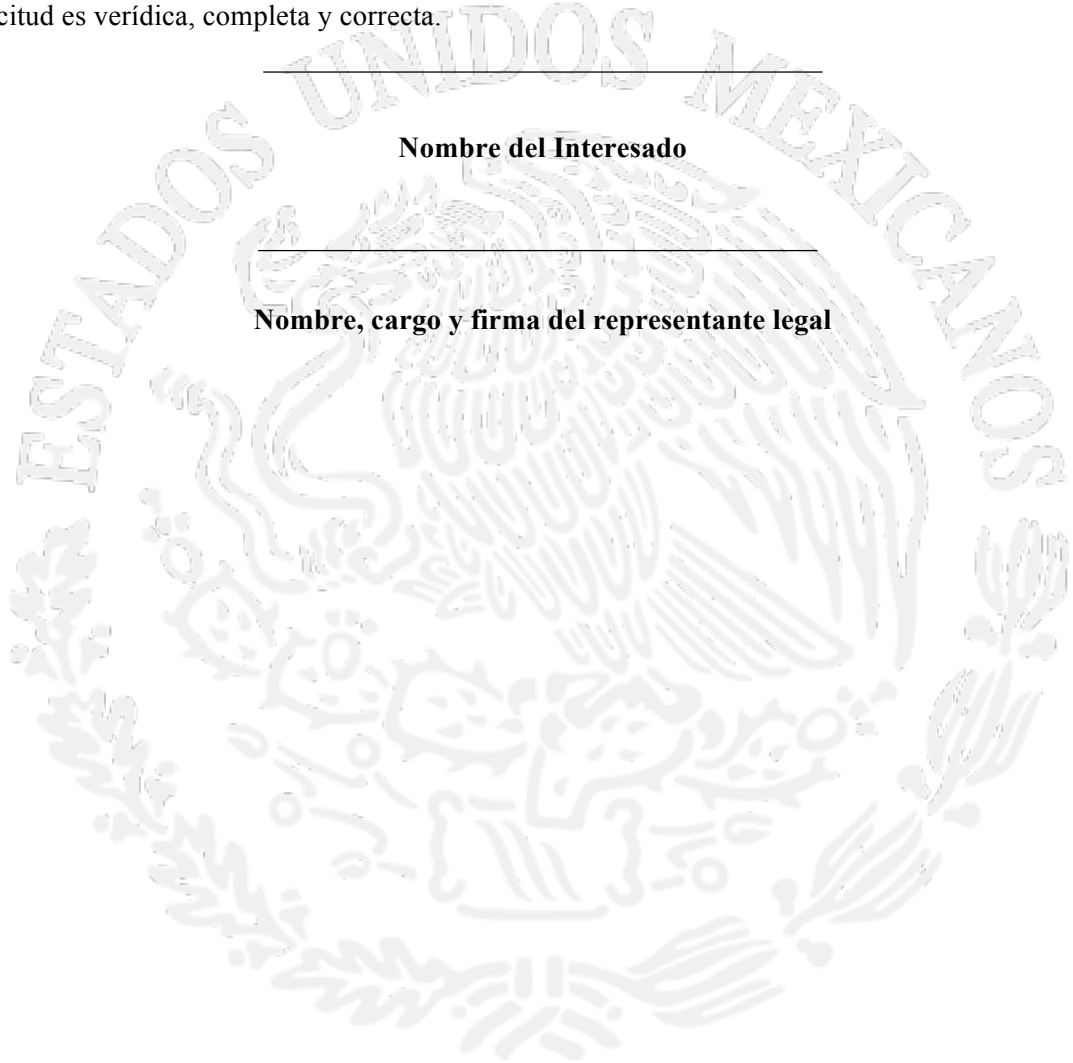 citud es verídica, completa y correcta.
Nombre del Interesado
Nombre, cargo y firma del representante legal
ESTADOS UNIDOS MEXICANOS